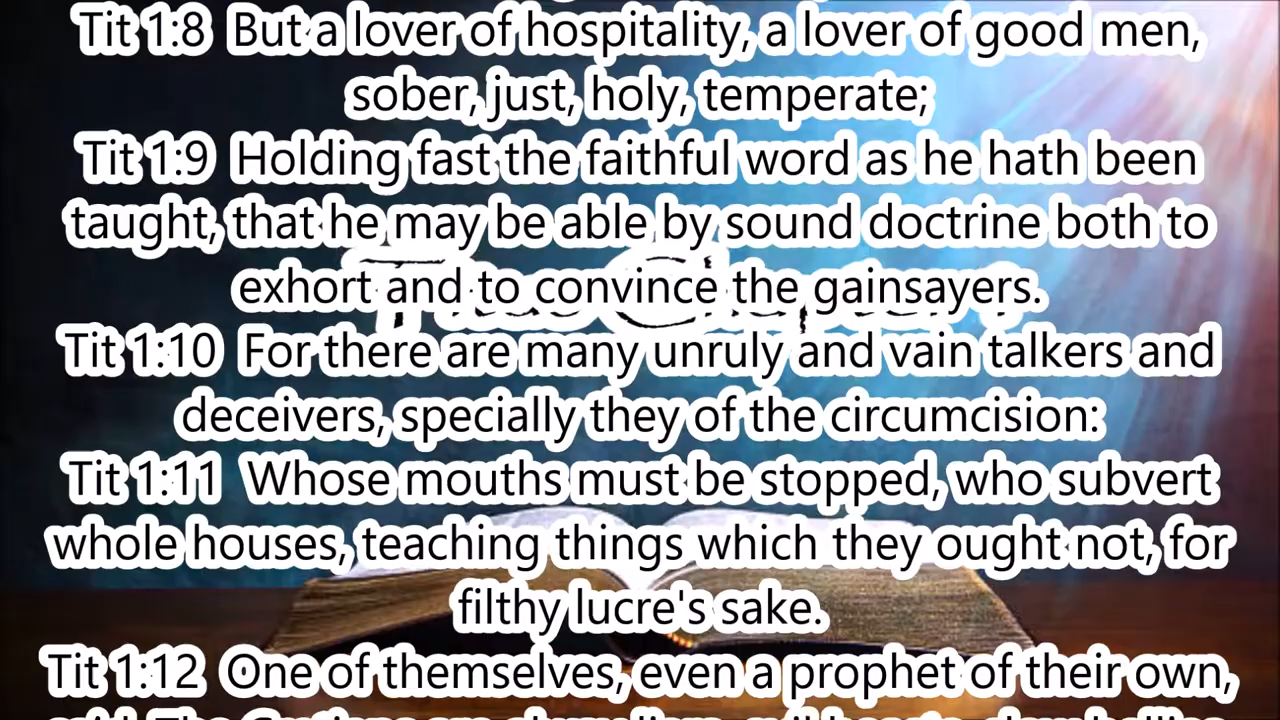 Tit 1:8 But a lover of hospitality, a lover of good men,
sober, just, holy, temperate;
Tit 1:9 Holding fast the faithful word as he hath been
taught, that he may be able by sound doctrine both to
exhort and to convince the gainsayers.
Tit 1:10 For there are many unruly and vain talkers and
deceivers, specially they of the circumcision:
Tit 1:11 Whose mouths must be stopped, who subvert
whole houses, teaching things which they ought not, for
filthy lucre's sake.
Tit 1:12 One of themselves, even a prophet of their own,